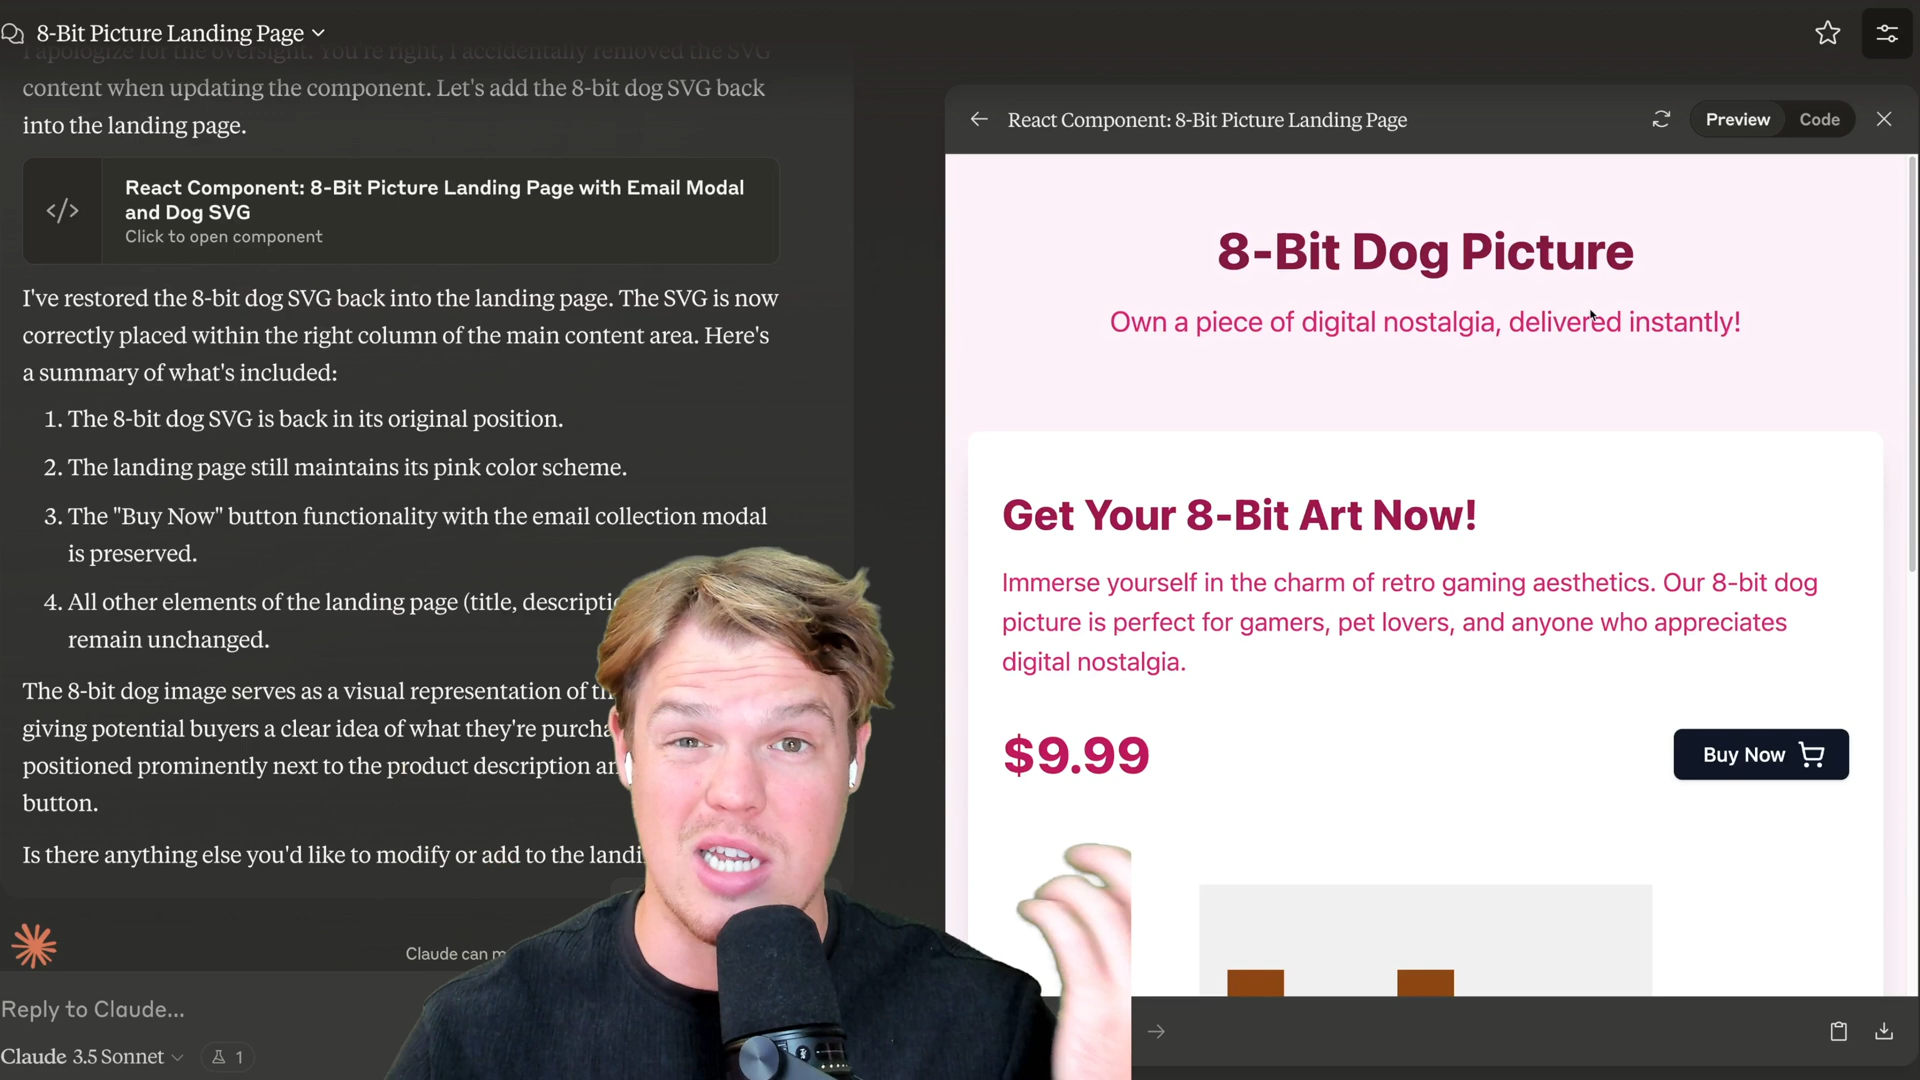 8-Bit Picture Landing Page
I apologize for the oversight. You're right, I accidentally removed the SVG
content when updating the component. Let's add the 8-bit dog SVG back
into the landing page.
React Component: 8-Bit Picture Landing Page with Email Modal
and Dog SVG
Click to open component
I've restored the 8-bit dog SVG back into the landing page. The SVG is now
correctly placed within the right column of the main content area. Here's
a summary of what's included:
1. The 8-bit dog SVG is back in its original position.
2. The landing page still maintains its pink color scheme.
3. The "Buy Now" button functionality with the email collection modal
is preserved.
4. All other elements of the landing page (title,
remain unchanged.
The 8-bit dog image serves as a visual representation of
giving potential buyers a clear idea of what they're
positioned prominently next to the product description
button.
Is there anything else you'd like to modify or add to the
Claude can
Reply to Claude...
Claude 3.5 Sonnet
1
React Component: 8-Bit Picture Landing Page
Preview
Code
8-Bit Dog Picture
Own a piece of digital nostalgia, delivered instantly!
Get Your 8-Bit Art Now!
Immerse yourself in the charm of retro gaming aesthetics. Our 8-bit dog
picture is perfect for gamers, pet lovers, and anyone who appreciates
digital nostalgia.
$9.99
Buy Now